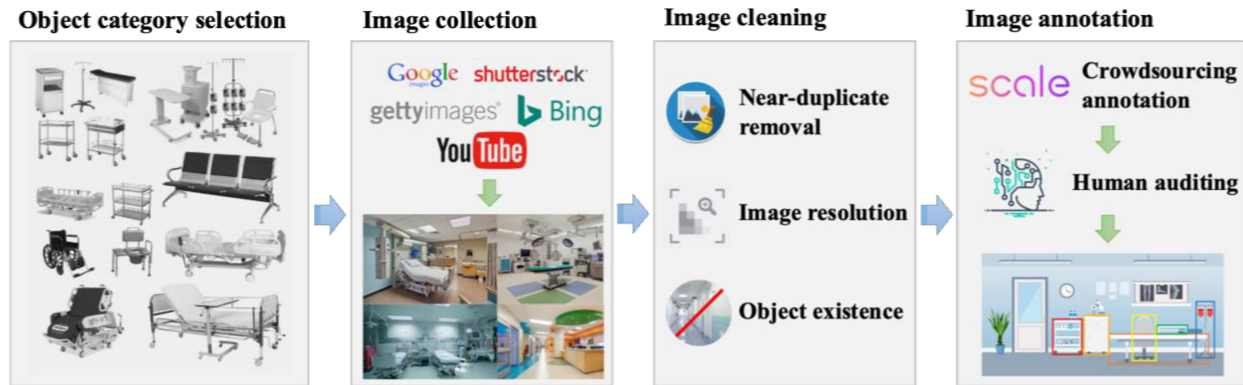 Object category selection
Image collection
Image cleaning
Image annotation
Google
images
shutterstock
gettyimages®
Bing
YouTube
Near-duplicate
removal
Image resolution
Object existence
scale
Crowdsourcing
annotation
Human auditing